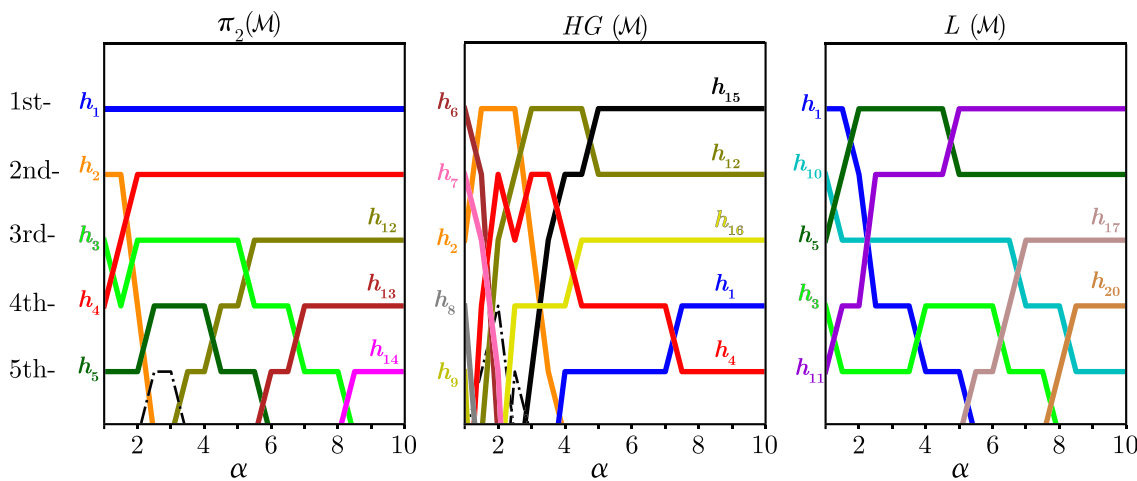 π₂(ℳ)
HG (ℳ)
L (ℳ)
1st- h₁ h₆ h₁₅ h₁
2nd- h₂ h₇ h₁₂ h₁₀
3rd- h₃ h₁₂ h₂ h₁₆ h₅ h₁₇
4th- h₄ h₁₃ h₈ h₁ h₃ h₂₀
5th- h₅ h₁₄ h₉ h₄ h₁₁
2 4 6 8 10 2 4 6 8 10 2 4 6 8 10
α α α